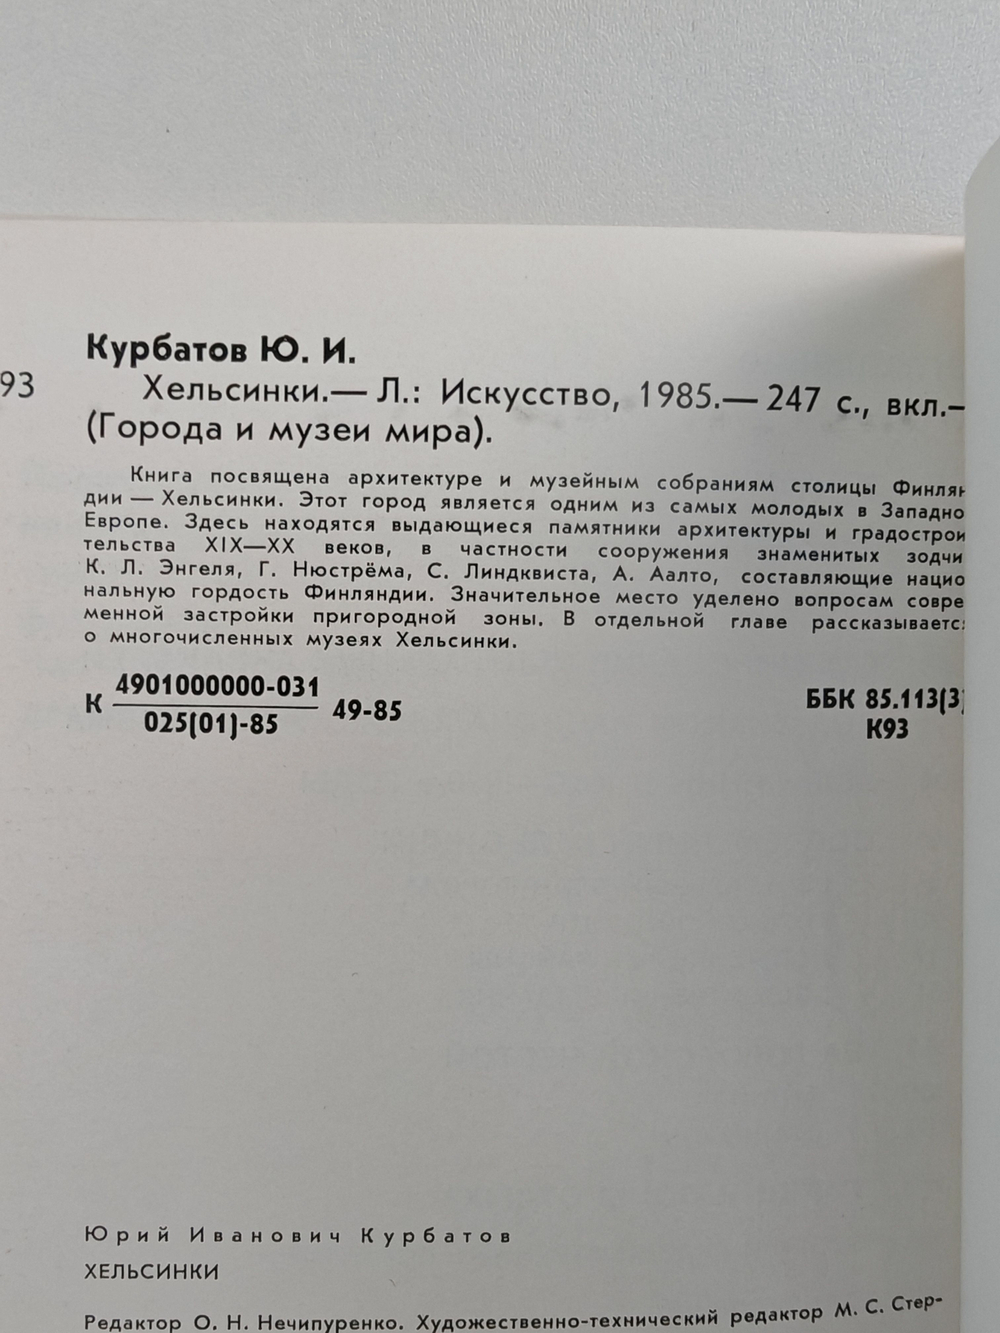 Курбатов Ю. И.
93 Хельсинки.— Л.: Искусство, 1985.— 247 с., вкл.—
(Города и музеи мира).
Книга посвящена архитектуре и музейным собраниям столицы Финлян
дии — Хельсинки. Этот город является одним из самых молодых в Западно
Европе. Здесь находятся выдающиеся памятники архитектуры и градострои
тельства XIX—XX веков, в частности сооружения знаменитых зодчи
К. Л. Энгеля, Г. Нюстрёма, С. Линдквиста, А. Аалто, составляющие нацио
нальную гордость Финляндии. Значительное место уделено вопросам совре
менной застройки пригородной зоны. В отдельной главе рассказываетс
о многочисленных музеях Хельсинки.
К 4901000000-031 / 025(01)-85 49-85
ББК 85.113(3)
К93
Юрий Иванович Курбатов
ХЕЛЬСИНКИ
Редактор О. Н. Нечипуренко. Художественно-технический редактор М. С. Стер-